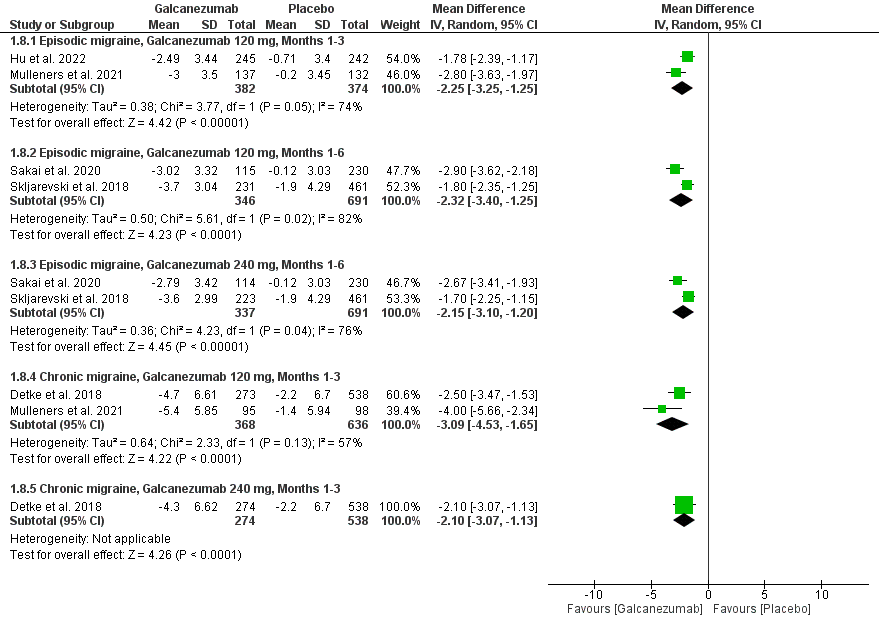 Galcanezumab Placebo Mean Difference Mean Difference
Study or Subgroup Mean SD Total Mean SD Total Weight IV, Random, 95% CI IV, Random, 95% CI
1.8.1 Episodic migraine, Galcanezumab 120 mg, Months 1-3
Hu et al. 2022 -2.49 3.44 245 -0.71 3.4 242 54.0% -1.78 [-2.39, -1.17]
Mulleners et al. 2021 -3 3.5 137 -0.2 3.45 132 46.0% -2.80 [-3.63, -1.97]
Subtotal (95% CI) 382 374 100.0% -2.25 [-3.25, -1.25]
Heterogeneity: Tau² = 0.38; Chi² = 3.77, df = 1 (P = 0.05); I² = 74%
Test for overall effect: Z = 4.42 (P < 0.00001)
1.8.2 Episodic migraine, Galcanezumab 120 mg, Months 1-6
Sakai et al. 2020 -3.02 3.32 115 -0.12 3.03 230 47.7% -2.90 [-3.62, -2.18]
Skljarevski et al. 2018 -3.7 3.04 231 -1.9 4.29 461 52.3% -1.80 [-2.35, -1.25]
Subtotal (95% CI) 346 691 100.0% -2.32 [-3.40, -1.25]
Heterogeneity: Tau² = 0.50; Chi² = 5.61, df = 1 (P = 0.02); I² = 82%
Test for overall effect: Z = 4.23 (P < 0.0001)
1.8.3 Episodic migraine, Galcanezumab 240 mg, Months 1-6
Sakai et al. 2020 -2.79 3.42 114 -0.12 3.03 230 46.7% -2.67 [-3.41, -1.93]
Skljarevski et al. 2018 -3.6 2.99 223 -1.9 4.29 461 53.3% -1.70 [-2.25, -1.15]
Subtotal (95% CI) 337 691 100.0% -2.15 [-3.10, -1.20]
Heterogeneity: Tau² = 0.36; Chi² = 4.23, df = 1 (P = 0.04); I² = 76%
Test for overall effect: Z = 4.45 (P < 0.00001)
1.8.4 Chronic migraine, Galcanezumab 120 mg, Months 1-3
Detke et al. 2018 -4.7 6.61 273 -2.2 6.7 538 60.6% -2.50 [-3.47, -1.53]
Mulleners et al. 2021 -5.4 5.85 95 -1.4 5.94 98 39.4% -4.00 [-5.66, -2.34]
Subtotal (95% CI) 368 636 100.0% -3.09 [-4.53, -1.65]
Heterogeneity: Tau² = 0.64; Chi² = 2.33, df = 1 (P = 0.13); I² = 57%
Test for overall effect: Z = 4.22 (P < 0.0001)
1.8.5 Chronic migraine, Galcanezumab 240 mg, Months 1-3
Detke et al. 2018 -4.3 6.62 274 -2.2 6.7 538 100.0% -2.10 [-3.07, -1.13]
Subtotal (95% CI) 274 538 100.0% -2.10 [-3.07, -1.13]
Heterogeneity: Not applicable
Test for overall effect: Z = 4.26 (P < 0.0001)
-10 -5 0 5 10
Favours [Galcanezumab] Favours [Placebo]